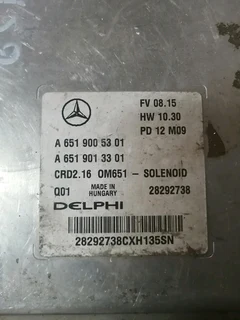 FV 08.15
HW 10.30
PD 12 M09
A 651 900 53 01
A 651 901 33 01
CRD2.16 OM651 - SOLENOID
Q01 MADE IN HUNGARY 28292738
DELPHI
28292738CXH135SN